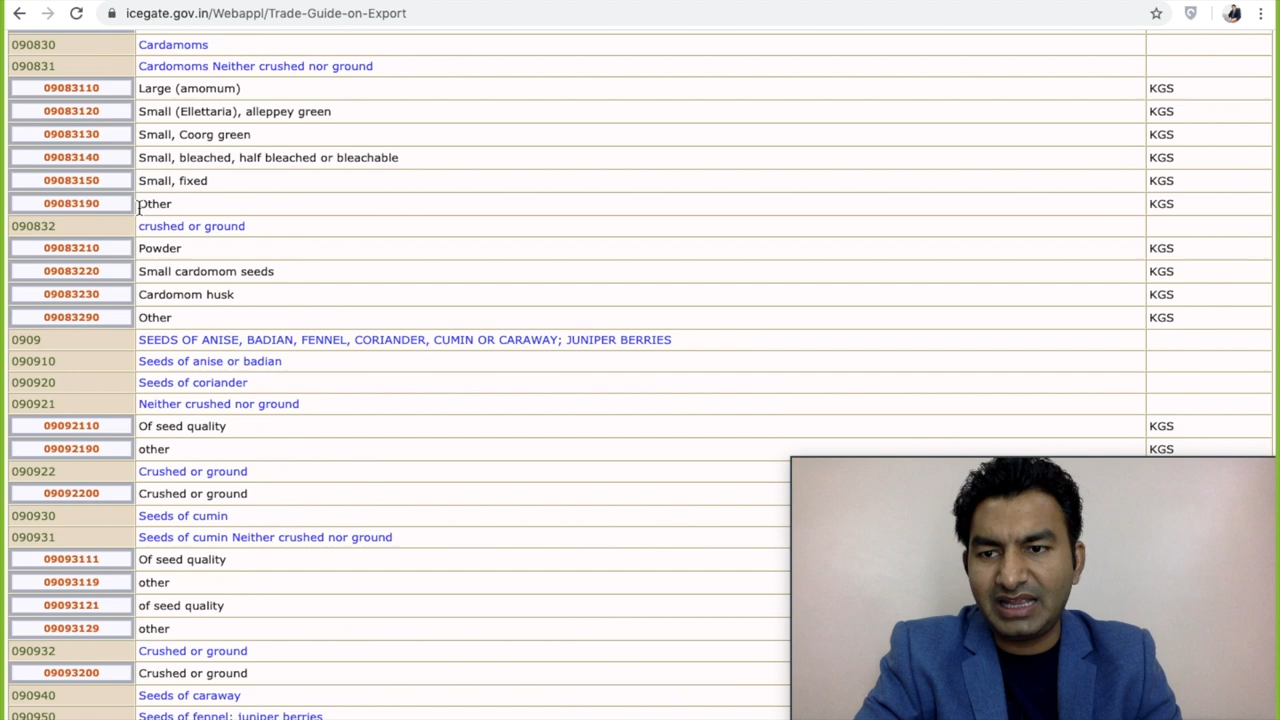 icegate.gov.in/Webappl/Trade-Guide-on-Export
090830 Cardamoms
090831 Cardomoms Neither crushed nor ground
09083110 Large (amomum) KGS
09083120 Small (Ellettaria), alleppey green KGS
09083130 Small, Coorg green KGS
09083140 Small, bleached, half bleached or bleachable KGS
09083150 Small, fixed KGS
09083190 Other KGS
090832 crushed or ground
09083210 Powder KGS
09083220 Small cardomom seeds KGS
09083230 Cardomom husk KGS
09083290 Other KGS
0909 SEEDS OF ANISE, BADIAN, FENNEL, CORIANDER, CUMIN OR CARAWAY; JUNIPER BERRIES
090910 Seeds of anise or badian
090920 Seeds of coriander
090921 Neither crushed nor ground
09092110 Of seed quality KGS
09092190 other KGS
090922 Crushed or ground
09092200 Crushed or ground
090930 Seeds of cumin
090931 Seeds of cumin Neither crushed nor ground
09093111 Of seed quality
09093119 other
09093121 of seed quality
09093129 other
090932 Crushed or ground
09093200 Crushed or ground
090940 Seeds of caraway
090950 Seeds of fennel; juniper berries